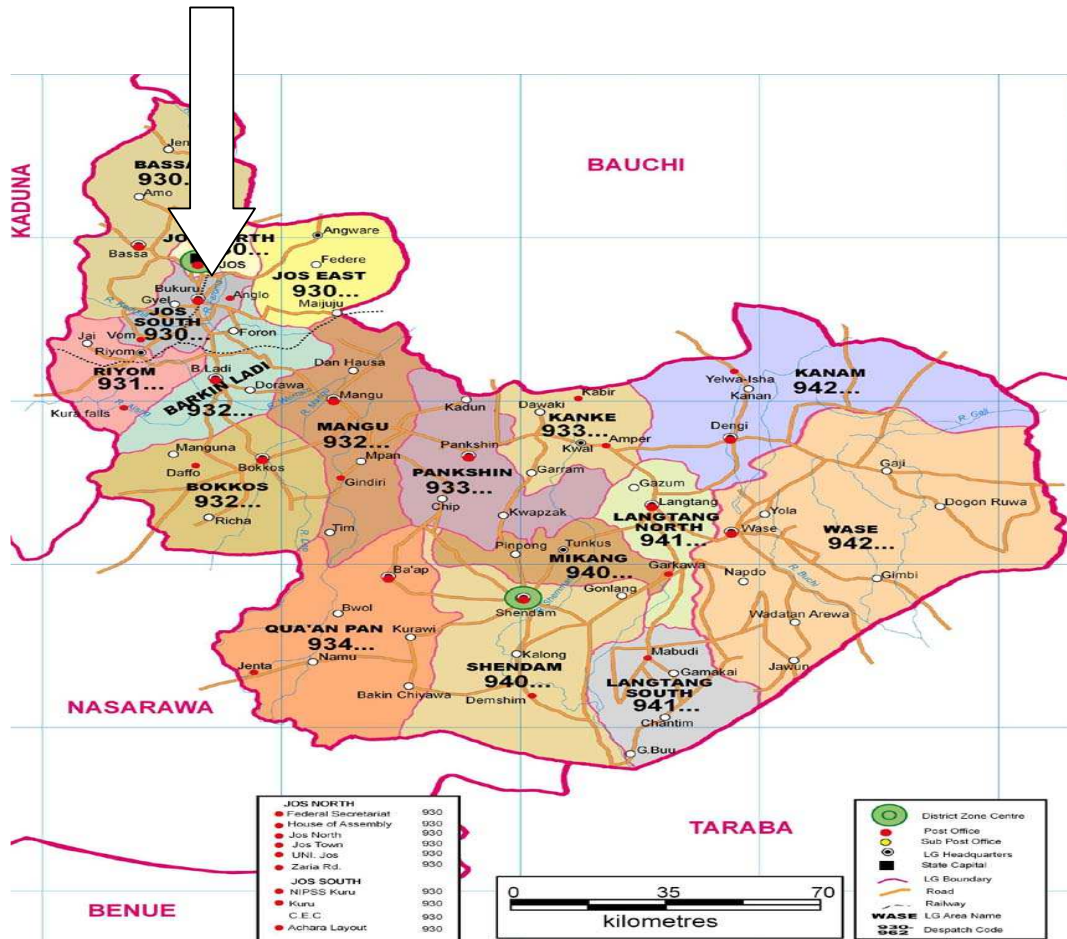 BAUCHI
KADUNA
Jen
BASSA
930...
Amo
Bassa
JOS NORTH
930...
JOS
Angware
Federe
JOS EAST
930...
Maijuju
Bukuru
Gyel
Anglo
JOS
SOUTH
930...
Vom
Foron
Jai
Riyom
RIYOM
931...
Kura falls
B.Ladi
Dorawa
BARKIN LADI
932...
Dan Hausa
Mangu
MANGU
932...
Mpan
Gindiri
Tim
Manguna
Daffo
Bokkos
BOKKOS
932...
Richa
Kadun
Pankshin
PANKSHIN
933...
Chip
Kwapzak
Dawaki
Kabir
KANKE
933...
Kwal
Amper
Garram
Yelwa-Isha
Kanan
KANAM
942...
Dengi
R. Gaji
Gazum
Langtang
LANGTANG
NORTH
941...
Gaji
Dogon Ruwa
Yola
Wase
WASE
942...
Napdo
R. Buchi
Gimbi
Wadatan Arewa
Jawun
Pinpong
Tunkus
MIKANG
940...
Garkawa
Gonlang
Ba'ap
Bwol
QUA'AN PAN
934...
Kurawi
Jenta
Namu
Bakin Chiyawa
Shendam
Kalong
SHENDAM
940...
Demshim
Mabudi
Gamakai
LANGTANG
SOUTH
941...
Chantim
G.Buu
NASARAWA
TARABA
BENUE
JOS NORTH
Federal Secretariat 930
House of Assembly 930
Jos North 930
Jos Town 930
UNI. Jos 930
Zaria Rd. 930
JOS SOUTH
NIPSS Kuru 930
Kuru 930
C.E.C 930
Achara Layout 930
0 35 70
kilometres
District Zone Centre
Post Office
Sub Post Office
LG Headquarters
State Capital
LG Boundary
Road
Railway
WASE LG Area Name
930-
962 Despatch Code